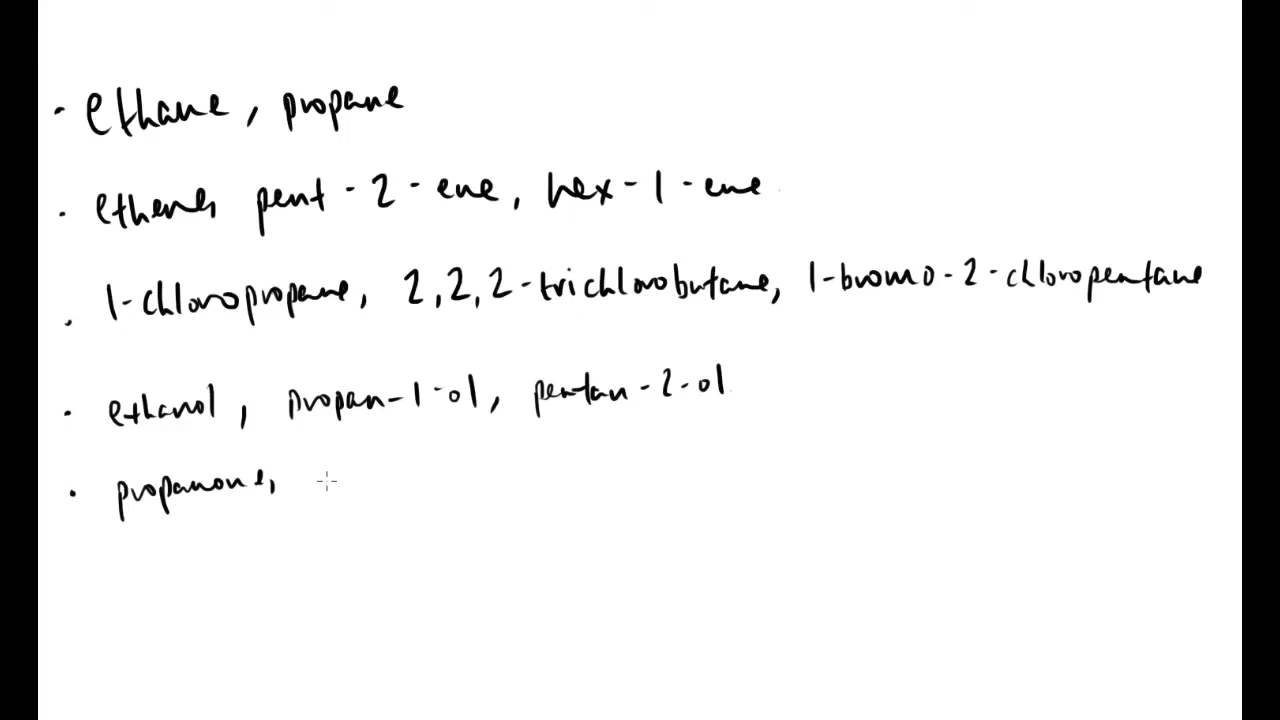 · ethane, propane
· ethene, pent-2-ene, hex-1-ene
· 1-chloropropane, 2,2,2-trichlorobutane, 1-bromo-2-chloropentane
· ethanol, propan-1-ol, pentan-2-ol
· propanone,